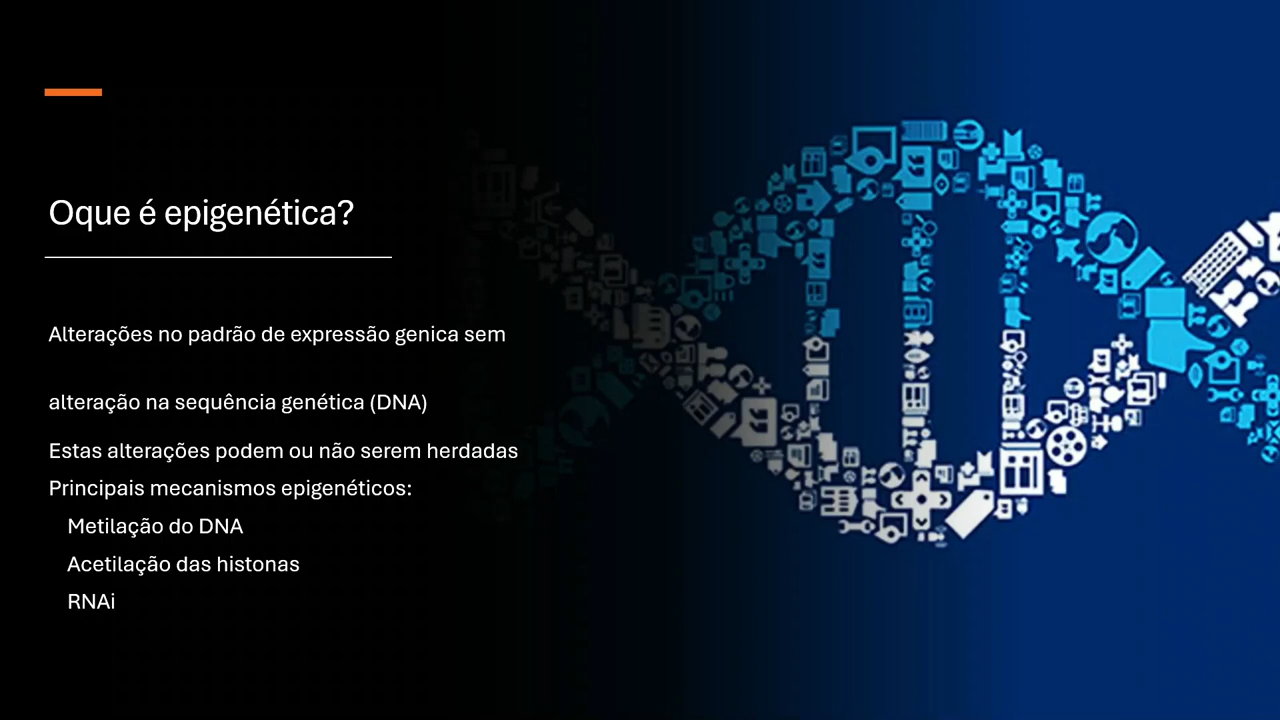 Oque é epigenética?
Alterações no padrão de expressão genica sem
alteração na sequência genética (DNA)
Estas alterações podem ou não serem herdadas
Principais mecanismos epigenéticos:
Metilação do DNA
Acetilação das histonas
RNAi